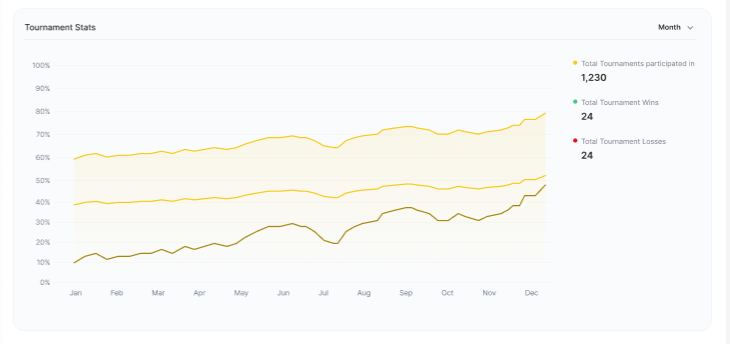 Tournament Stats
Month
100%
90%
80%
70%
60%
50%
40%
30%
20%
10%
0%
Jan Feb Mar Apr May Jun Jul Aug Sep Oct Nov Dec
Total Tournaments participated in
1,230
Total Tournament Wins
24
Total Tournament Losses
24